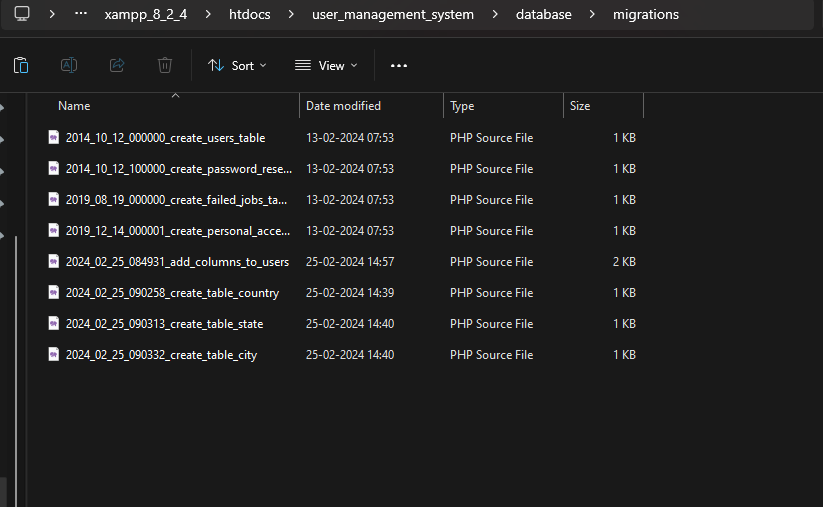 ··· xampp_8_2_4 htdocs user_management_system database migrations
Sort View ···
Name Date modified Type Size
2014_10_12_000000_create_users_table 13-02-2024 07:53 PHP Source File 1 KB
2014_10_12_100000_create_password_rese... 13-02-2024 07:53 PHP Source File 1 KB
2019_08_19_000000_create_failed_jobs_ta... 13-02-2024 07:53 PHP Source File 1 KB
2019_12_14_000001_create_personal_acce... 13-02-2024 07:53 PHP Source File 1 KB
2024_02_25_084931_add_columns_to_users 25-02-2024 14:57 PHP Source File 2 KB
2024_02_25_090258_create_table_country 25-02-2024 14:39 PHP Source File 1 KB
2024_02_25_090313_create_table_state 25-02-2024 14:40 PHP Source File 1 KB
2024_02_25_090332_create_table_city 25-02-2024 14:40 PHP Source File 1 KB